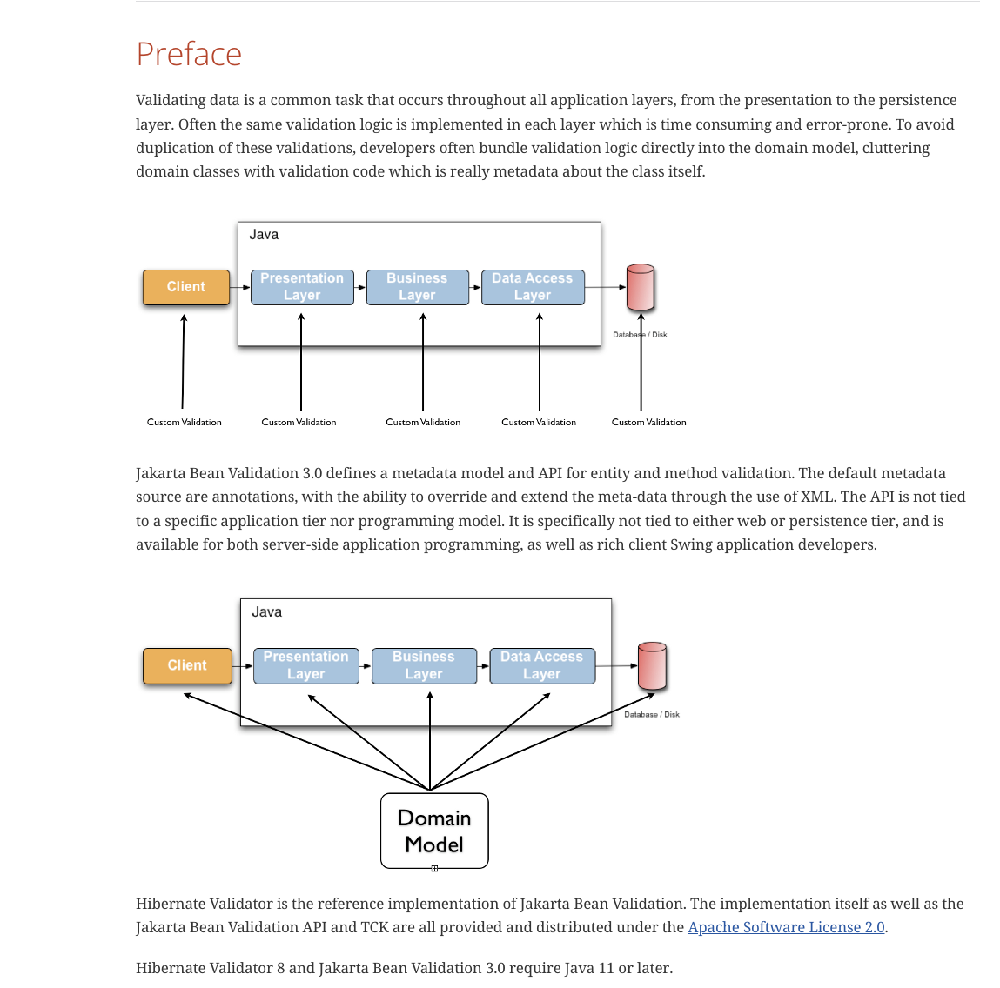 Preface
Validating data is a common task that occurs throughout all application layers, from the presentation to the persistence
layer. Often the same validation logic is implemented in each layer which is time consuming and error-prone. To avoid
duplication of these validations, developers often bundle validation logic directly into the domain model, cluttering
domain classes with validation code which is really metadata about the class itself.
Java
Client
Presentation
Layer
Business
Layer
Data Access
Layer
Database / Disk
Custom Validation
Custom Validation
Custom Validation
Custom Validation
Custom Validation
Jakarta Bean Validation 3.0 defines a metadata model and API for entity and method validation. The default metadata
source are annotations, with the ability to override and extend the meta-data through the use of XML. The API is not tied
to a specific application tier nor programming model. It is specifically not tied to either web or persistence tier, and is
available for both server-side application programming, as well as rich client Swing application developers.
Java
Client
Presentation
Layer
Business
Layer
Data Access
Layer
Database / Disk
Domain
Model
Hibernate Validator is the reference implementation of Jakarta Bean Validation. The implementation itself as well as the
Jakarta Bean Validation API and TCK are all provided and distributed under the Apache Software License 2.0.
Hibernate Validator 8 and Jakarta Bean Validation 3.0 require Java 11 or later.